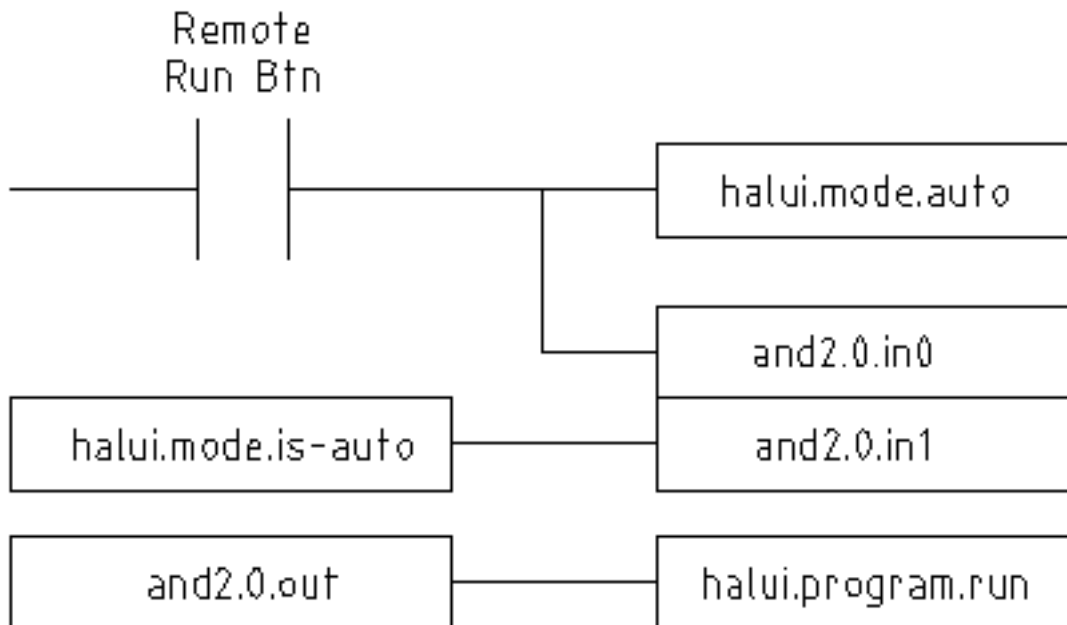 Remote
Run Btn
halui.mode.auto
and2.0.in0
halui.mode.is-auto
and2.0.in1
and2.0.out
halui.program.run